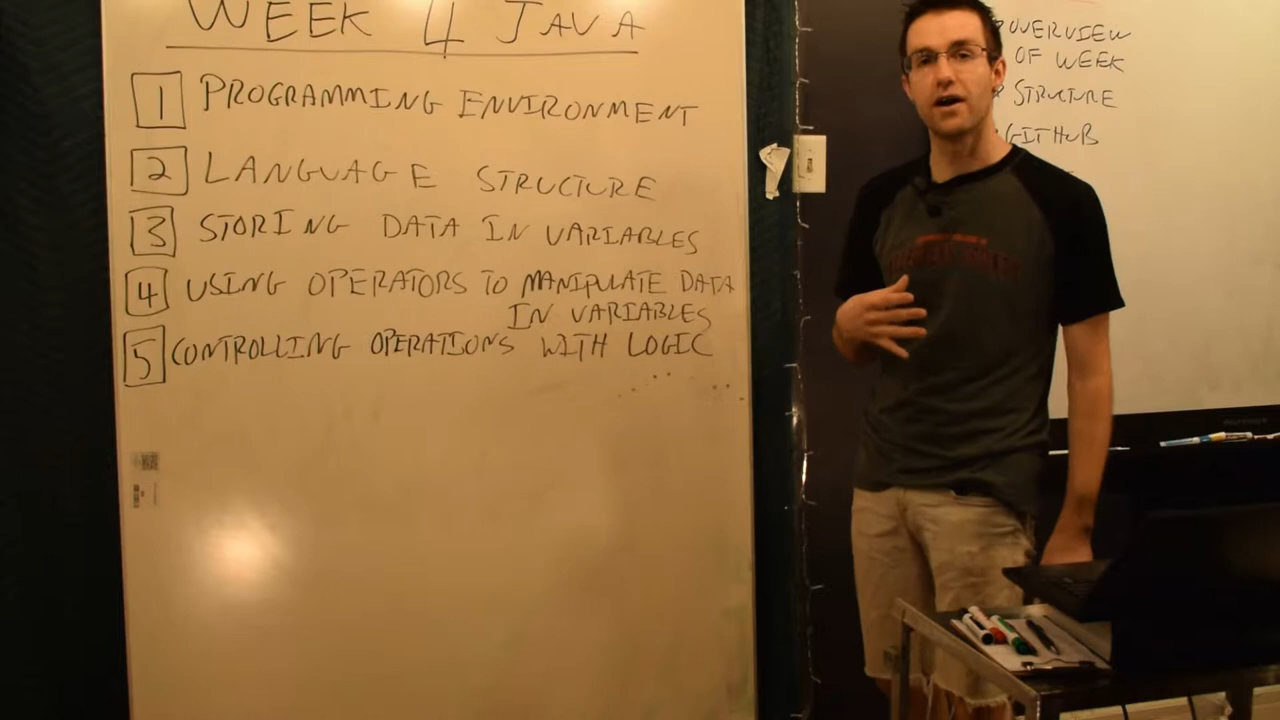 WEEK 4 JAVA
1 PROGRAMMING ENVIRONMENT
2 LANGUAGE STRUCTURE
3 STORING DATA IN VARIABLES
4 USING OPERATORS TO MANIPULATE DATA
IN VARIABLES
5 CONTROLLING OPERATIONS WITH LOGIC
OVERVIEW
OF WEEK
STRUCTURE
GITHUB